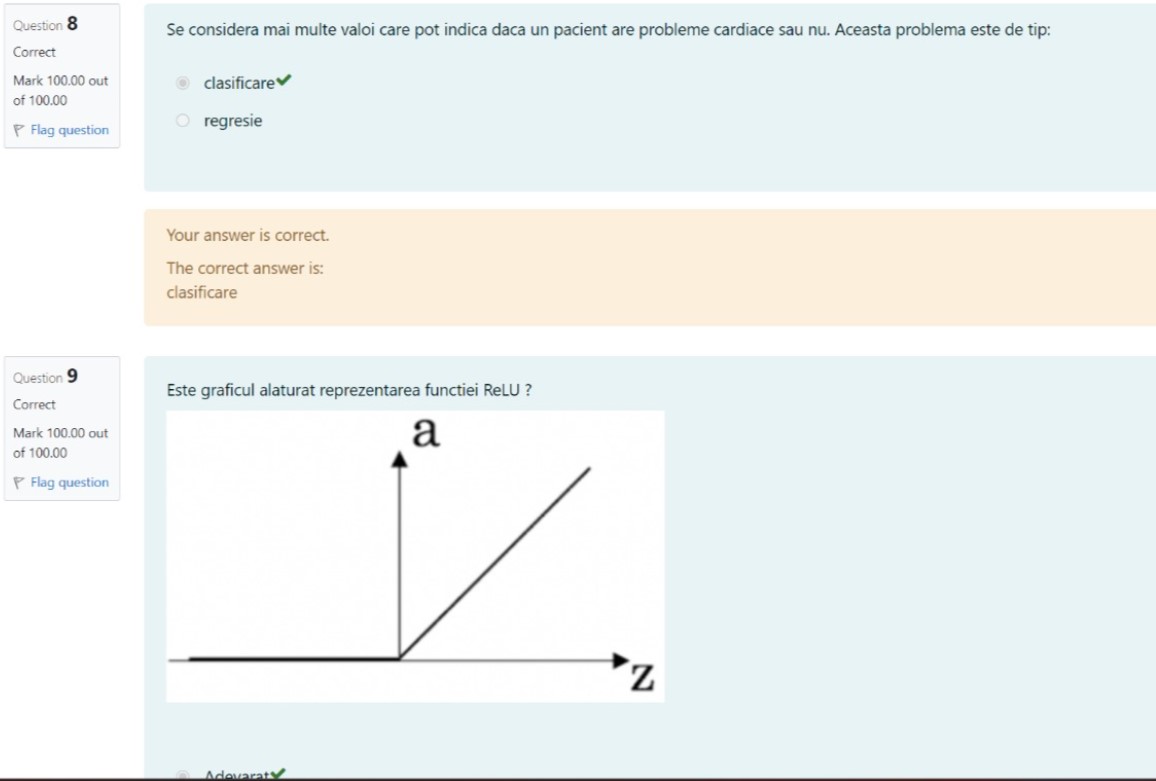 Question 8
Correct
Mark 100.00 out
of 100.00
Flag question
Se considera mai multe valoi care pot indica daca un pacient are probleme cardiace sau nu. Aceasta problema este de tip:
clasificare
regresie
Your answer is correct.
The correct answer is:
clasificare
Question 9
Correct
Mark 100.00 out
of 100.00
Flag question
Este graficul alaturat reprezentarea functiei ReLU ?
a
z
Adevarat